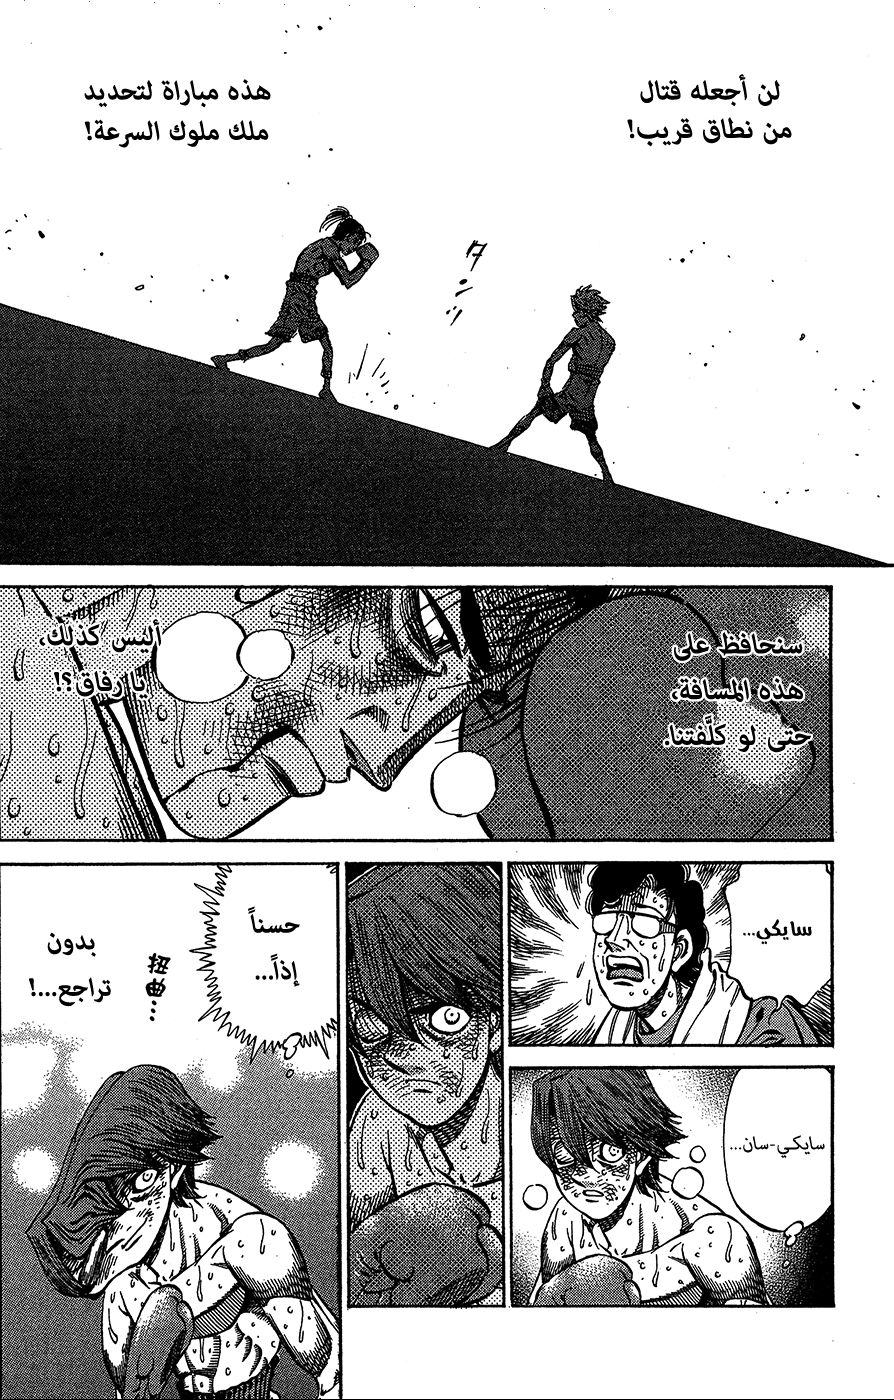 لن أجعله قتال
من نطاق قريب!
هذه مباراة لتحديد
ملك ملوك السرعة!
سنحافظ على
هذه المسافة،
حتى لو كلَّفتنا.
أليس كذلك،
يا رفاق؟!
سايكي...
سايكي-سان...
حسناً
إذاً...
بدون
تراجع...!